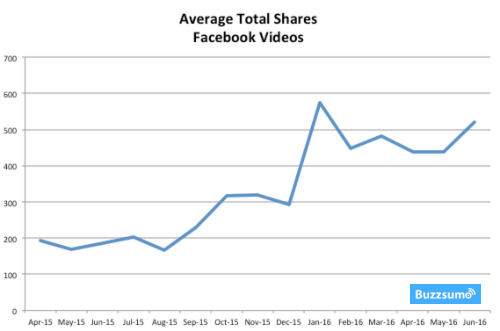 Average Total Shares
Facebook Videos
700
600
500
400
300
200
100
0
Apr-15 May-15 Jun-15 Jul-15 Aug-15 Sep-15 Oct-15 Nov-15 Dec-15 Jan-16 Feb-16 Mar-16 Apr-16 May-16 Jun-16
Buzzsumo